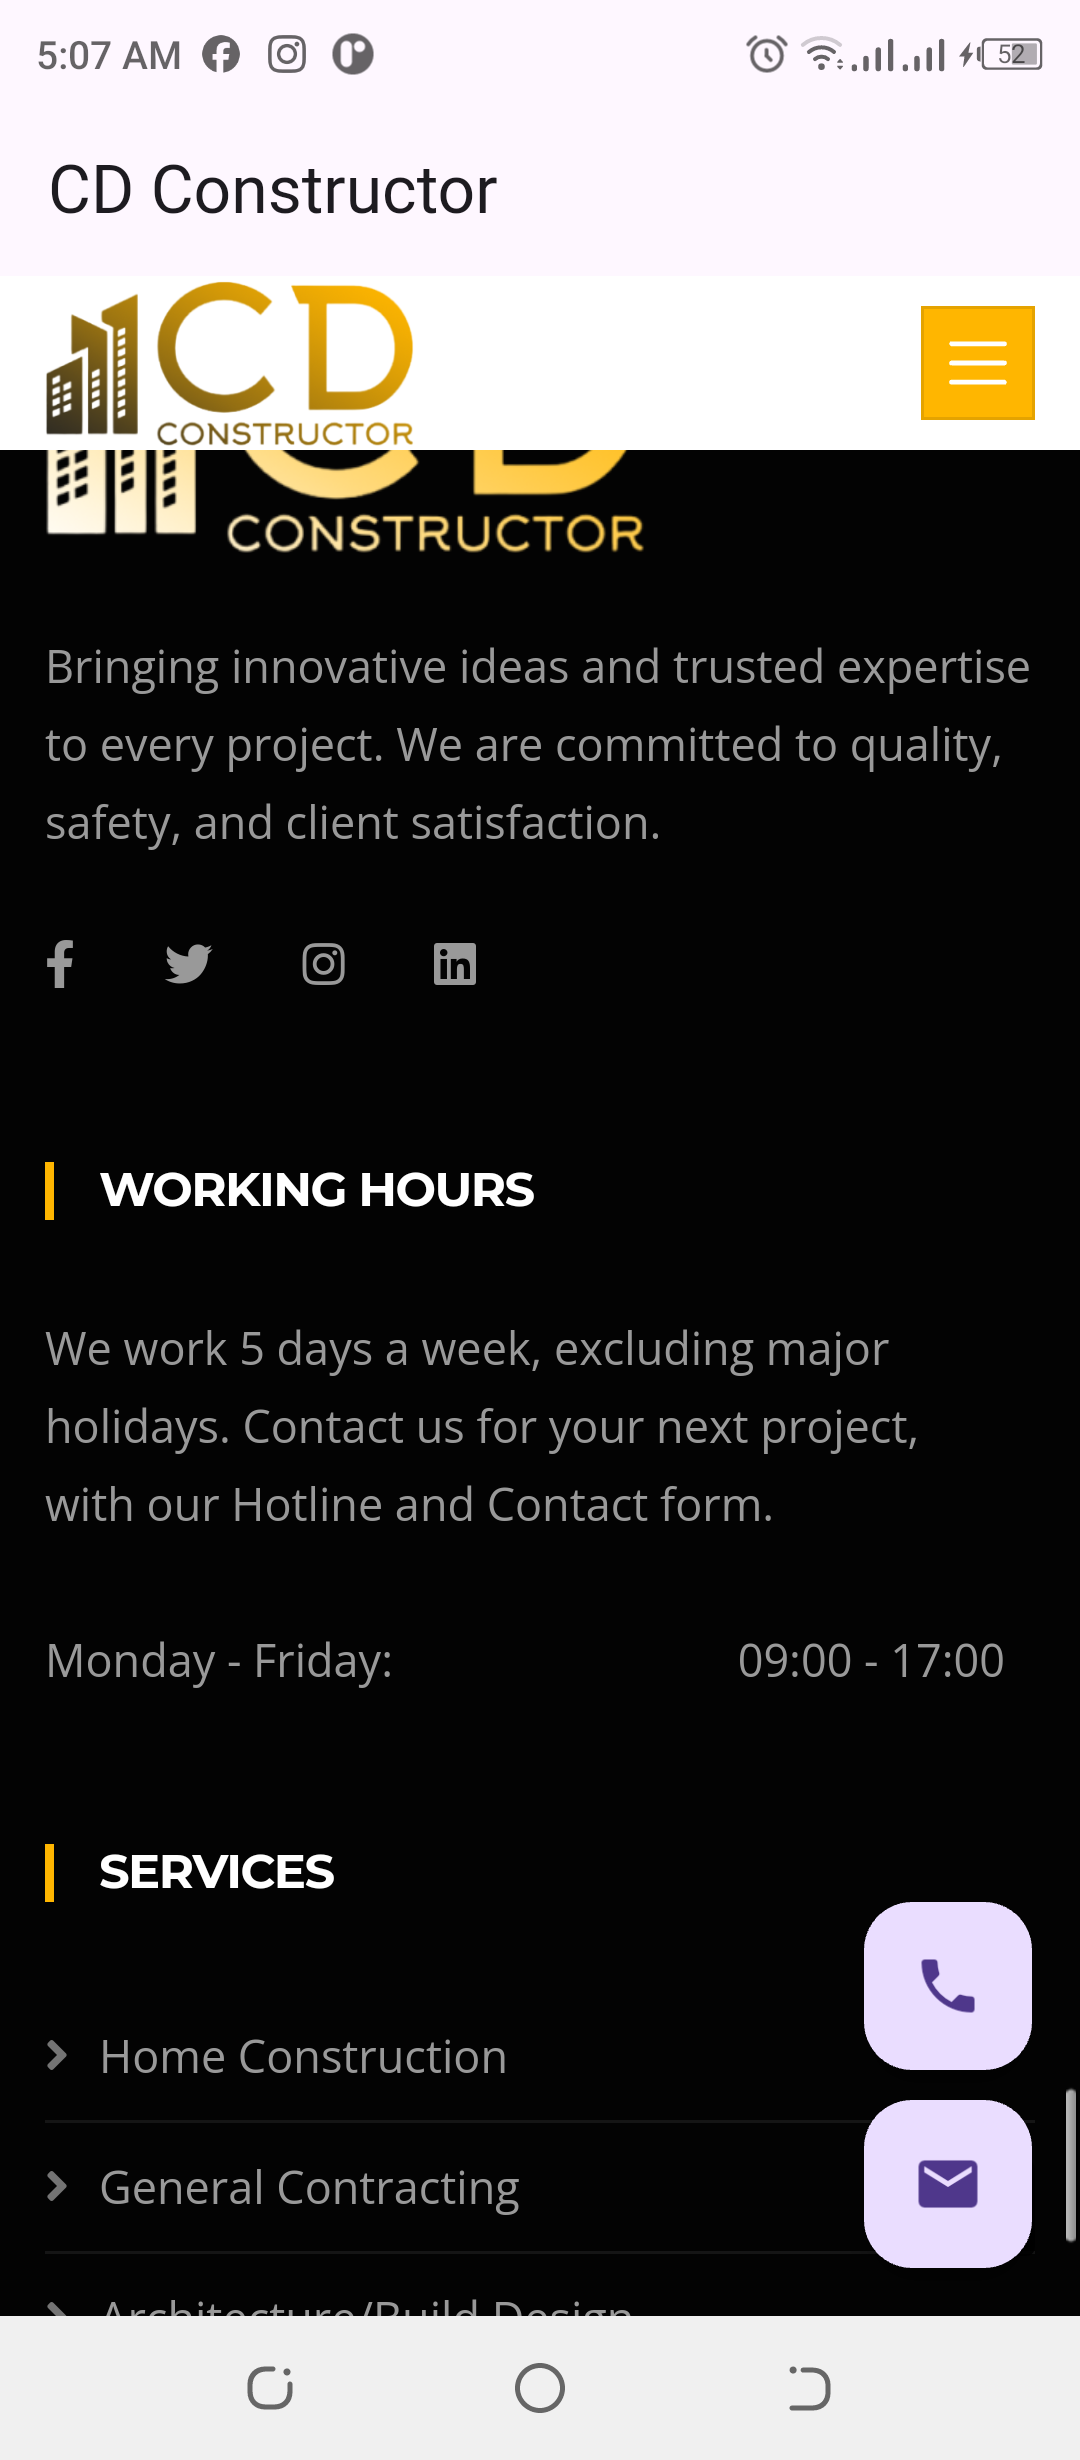 5:07 AM
52
CD Constructor
CD
CONSTRUCTOR
CONSTRUCTOR
Bringing innovative ideas and trusted expertise
to every project. We are committed to quality,
safety, and client satisfaction.
WORKING HOURS
We work 5 days a week, excluding major
holidays. Contact us for your next project,
with our Hotline and Contact form.
Monday - Friday: 09:00 - 17:00
SERVICES
Home Construction
General Contracting
Architecture/Build Design